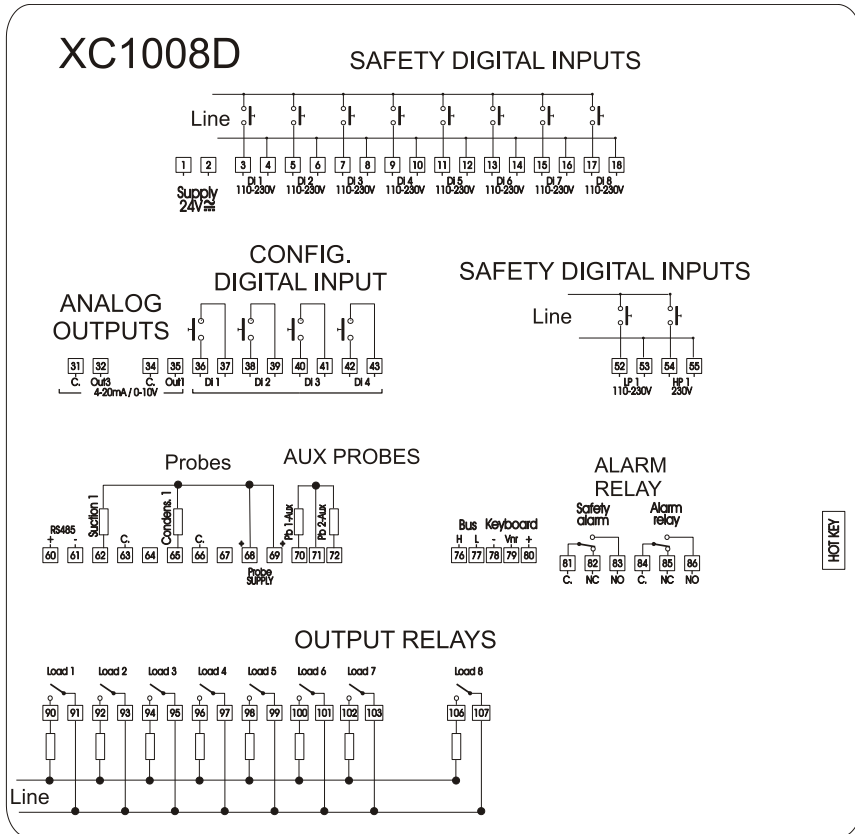 XC1008D
SAFETY DIGITAL INPUTS
Line
1 2 3 4 5 6 7 8 9 10 11 12 13 14 15 16 17 18
Supply
24V
DI 1 DI 2 DI 3 DI 4 DI 5 DI 6 DI 7 DI 8
110-230V 110-230V 110-230V 110-230V 110-230V 110-230V 110-230V 110-230V
CONFIG.
DIGITAL INPUT
ANALOG
OUTPUTS
31 32 34 35 36 37 38 39 40 41 42 43
C. Out3 C. Out1 DI 1 DI 2 DI 3 DI 4
4-20mA / 0-10V
SAFETY DIGITAL INPUTS
Line
52 53 54 55
LP 1 HP 1
110-230V 230V
Probes
AUX PROBES
RS485
+ -
Suction 1
C.
Condens. 1
C.
+ +
Pb 1-Aux
Pb 2-Aux
60 61 62 63 64 65 66 67 68 69 70 71 72
Probe
SUPPLY
Bus Keyboard
H L - Vnr +
76 77 78 79 80
ALARM
RELAY
Safety
alarm
Alarm
relay
81 82 83 84 85 86
C. NC NO C. NC NO
HOT KEY
OUTPUT RELAYS
Load 1 Load 2 Load 3 Load 4 Load 5 Load 6 Load 7 Load 8
90 91 92 93 94 95 96 97 98 99 100 101 102 103 106 107
Line